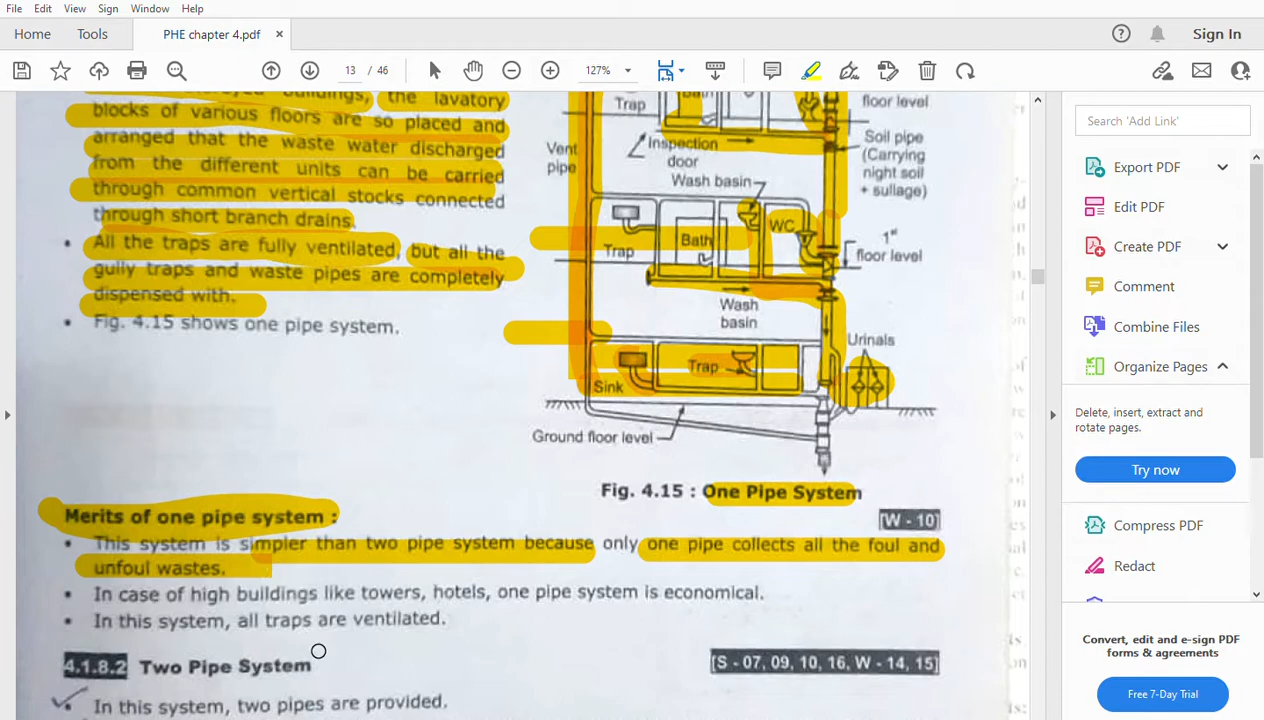 File Edit View Sign Window Help
Home Tools PHE chapter 4.pdf × Sign In
13 / 46 127%
buildings, the lavatory
blocks of various floors are so placed and
arranged that the waste water discharged
from the different units can be carried
through common vertical stocks connected
through short branch drains.
• All the traps are fully ventilated, but all the
gully traps and waste pipes are completely
dispensed with.
• Fig. 4.15 shows one pipe system.
Trap
Bath
floor level
Vent
pipe
Inspection
door
Soil pipe
(Carrying
night soil
+ sullage)
Wash basin
WC
Bath
Trap
1st
floor level
Wash
basin
Urinals
Trap
Sink
Ground floor level
Fig. 4.15 : One Pipe System
[W - 10]
Merits of one pipe system :
• This system is simpler than two pipe system because only one pipe collects all the foul and
unfoul wastes.
• In case of high buildings like towers, hotels, one pipe system is economical.
• In this system, all traps are ventilated.
4.1.8.2 Two Pipe System [S - 07, 09, 10, 16, W - 14, 15]
• In this system, two pipes are provided.
Search 'Add Link'
Export PDF
Edit PDF
Create PDF
Comment
Combine Files
Organize Pages
Delete, insert, extract and
rotate pages.
Try now
Compress PDF
Redact
Convert, edit and e-sign PDF
forms & agreements
Free 7-Day Trial